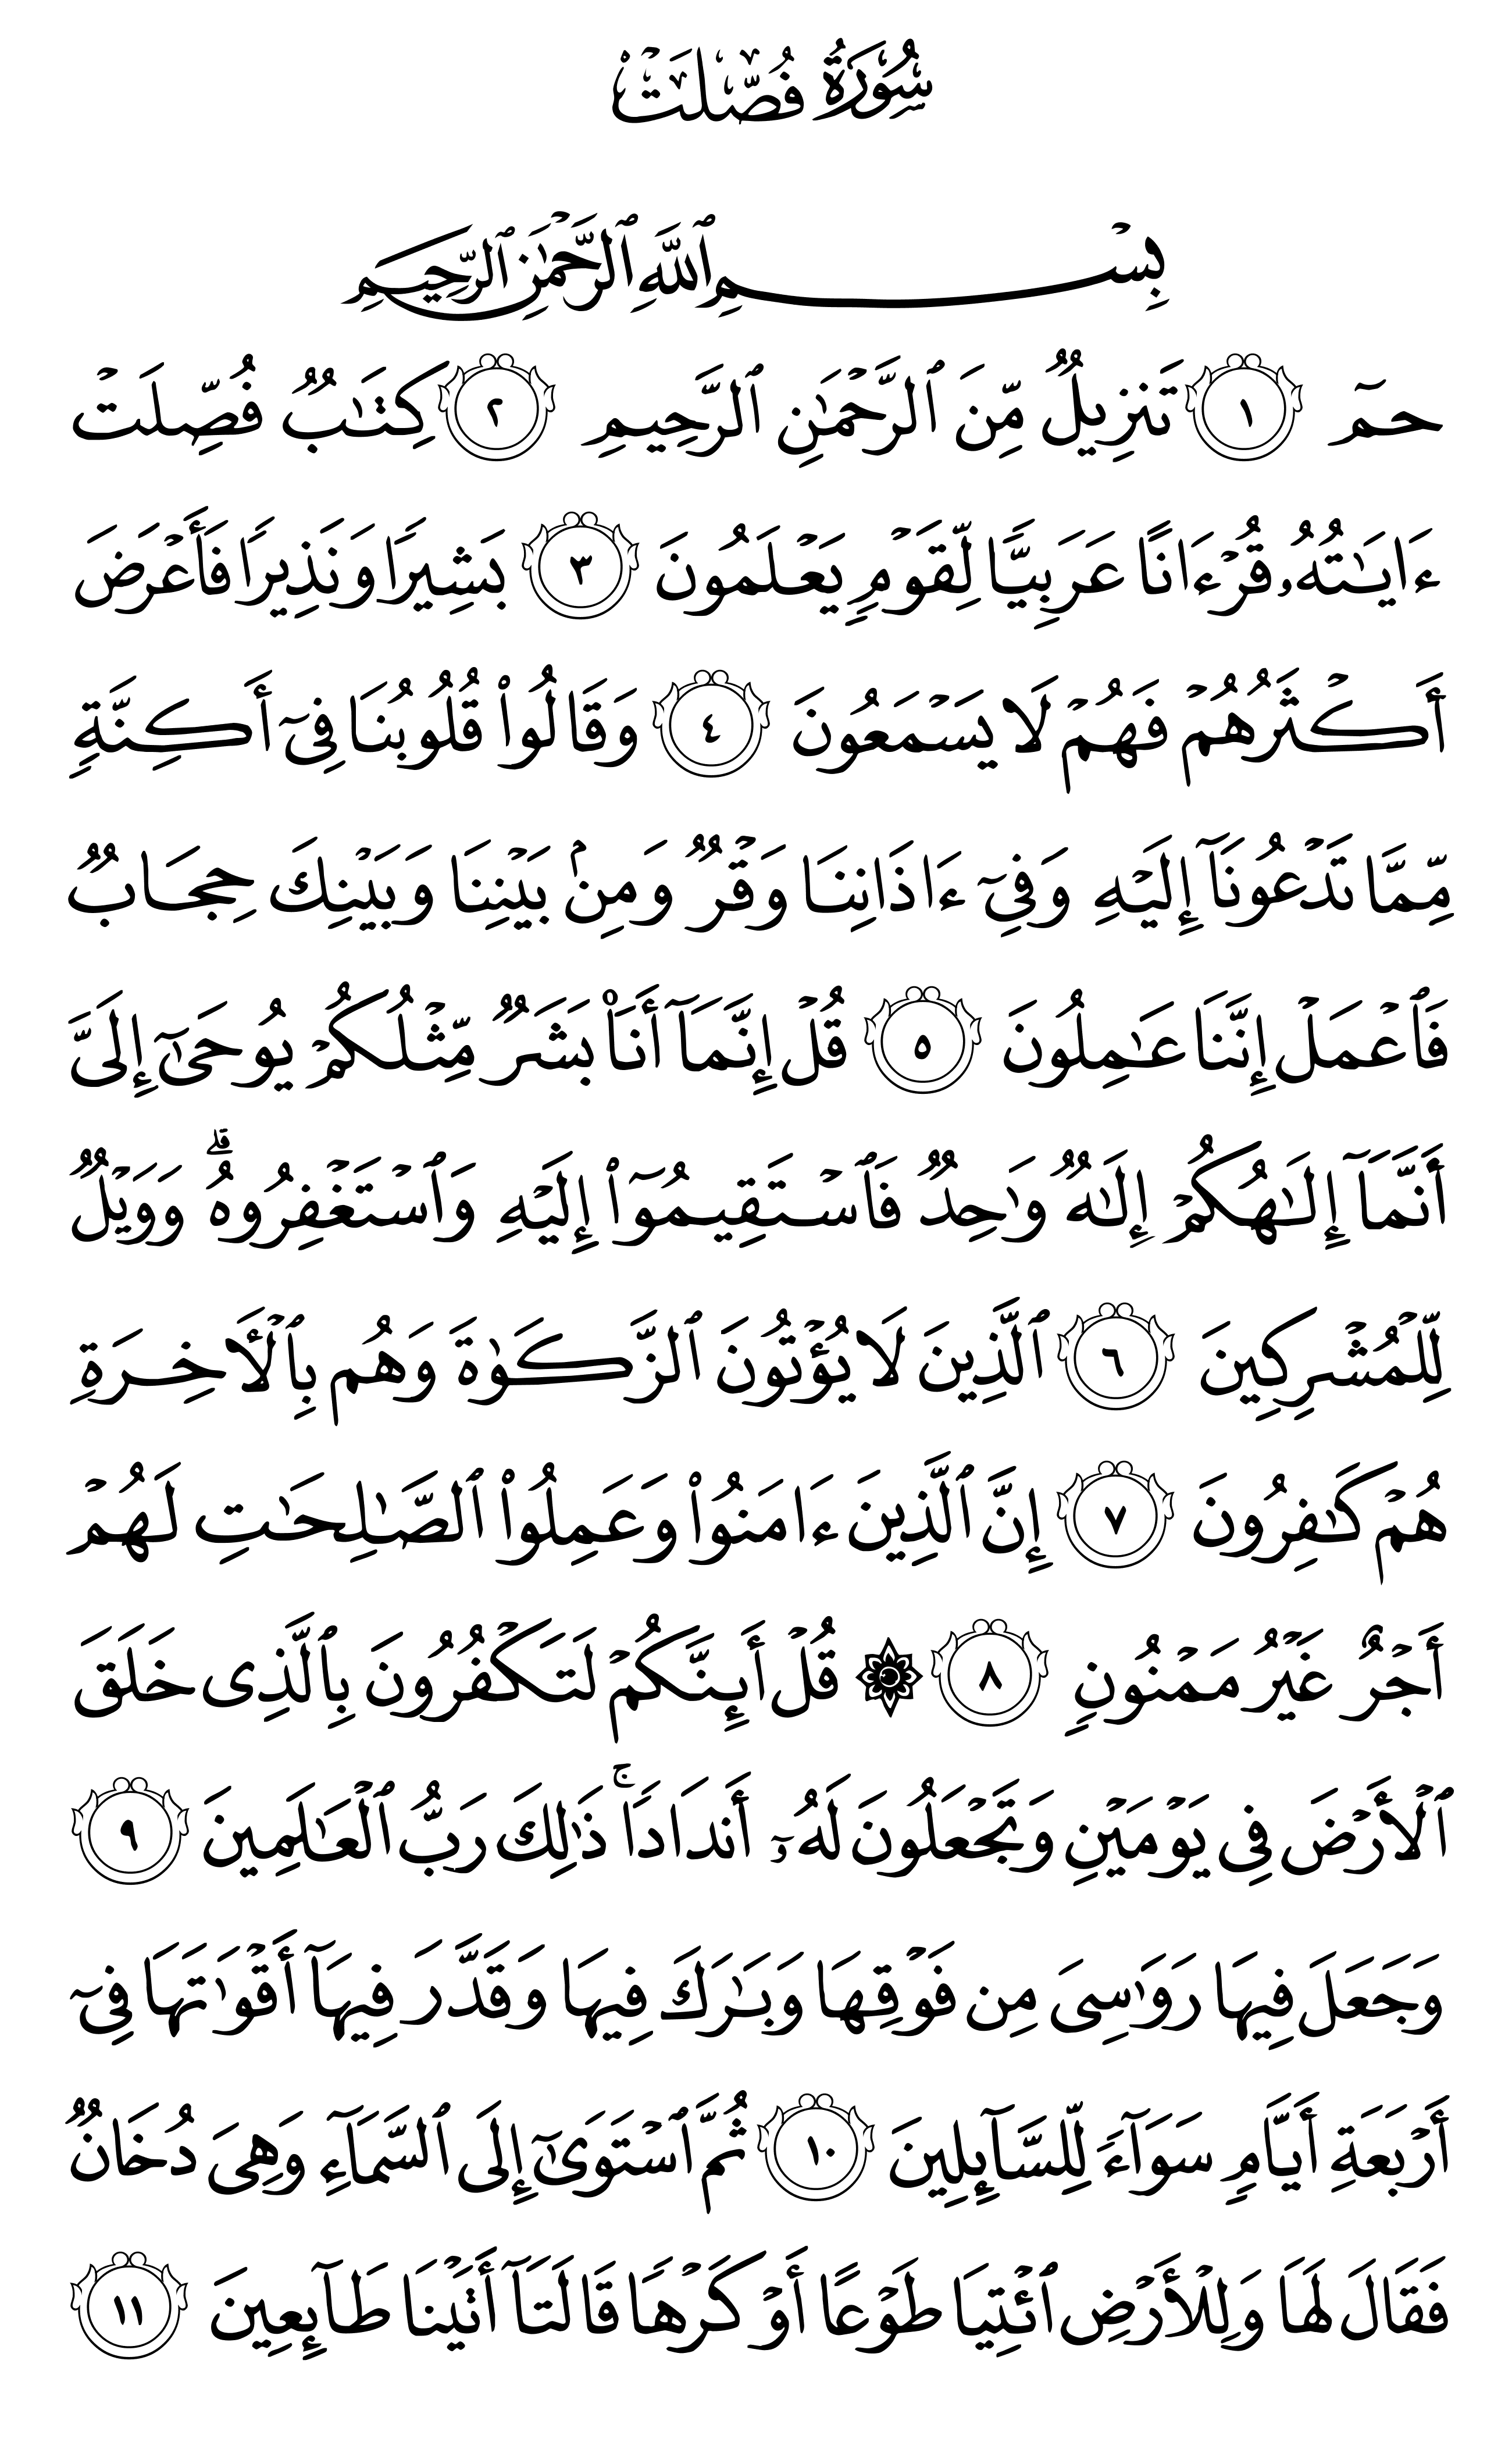 سُورَةُ فُصِّلَتۡ
بِسۡمِ ٱللَّهِ ٱلرَّحۡمَٰنِ ٱلرَّحِيمِ
حمٓ ١ تَنزِيلٌ مِّنَ ٱلرَّحۡمَٰنِ ٱلرَّحِيمِ ٢ كِتَٰبٌ فُصِّلَتۡ
ءَايَٰتُهُۥ قُرۡءَانًا عَرَبِيًّا لِّقَوۡمٍ يَعۡلَمُونَ ٣ بَشِيرًا وَنَذِيرًا فَأَعۡرَضَ
أَكۡثَرُهُمۡ فَهُمۡ لَا يَسۡمَعُونَ ٤ وَقَالُواْ قُلُوبُنَا فِيٓ أَكِنَّةٍ
مِّمَّا تَدۡعُونَآ إِلَيۡهِ وَفِيٓ ءَاذَانِنَا وَقۡرٌ وَمِنۢ بَيۡنِنَا وَبَيۡنِكَ حِجَابٌ
فَٱعۡمَلۡ إِنَّنَا عَٰمِلُونَ ٥ قُلۡ إِنَّمَآ أَنَا۠ بَشَرٌ مِّثۡلُكُمۡ يُوحَىٰٓ إِلَيَّ
أَنَّمَآ إِلَٰهُكُمۡ إِلَٰهٌ وَٰحِدٌ فَٱسۡتَقِيمُوٓاْ إِلَيۡهِ وَٱسۡتَغۡفِرُوهُۗ وَوَيۡلٌ
لِّلۡمُشۡرِكِينَ ٦ ٱلَّذِينَ لَا يُؤۡتُونَ ٱلزَّكَوٰةَ وَهُم بِٱلۡأٓخِرَةِ
هُمۡ كَٰفِرُونَ ٧ إِنَّ ٱلَّذِينَ ءَامَنُواْ وَعَمِلُواْ ٱلصَّٰلِحَٰتِ لَهُمۡ
أَجۡرٌ غَيۡرُ مَمۡنُونٍ ٨ ۞ قُلۡ أَئِنَّكُمۡ لَتَكۡفُرُونَ بِٱلَّذِي خَلَقَ
ٱلۡأَرۡضَ فِي يَوۡمَيۡنِ وَتَجۡعَلُونَ لَهُۥٓ أَندَادًاۚ ذَٰلِكَ رَبُّ ٱلۡعَٰلَمِينَ ٩
وَجَعَلَ فِيهَا رَوَٰسِيَ مِن فَوۡقِهَا وَبَٰرَكَ فِيهَا وَقَدَّرَ فِيهَآ أَقۡوَٰتَهَا فِيٓ
أَرۡبَعَةِ أَيَّامٍ سَوَآءً لِّلسَّآئِلِينَ ١٠ ثُمَّ ٱسۡتَوَىٰٓ إِلَى ٱلسَّمَآءِ وَهِيَ دُخَانٌ
فَقَالَ لَهَا وَلِلۡأَرۡضِ ٱئۡتِيَا طَوۡعًا أَوۡ كَرۡهًا قَالَتَآ أَتَيۡنَا طَآئِعِينَ ١١